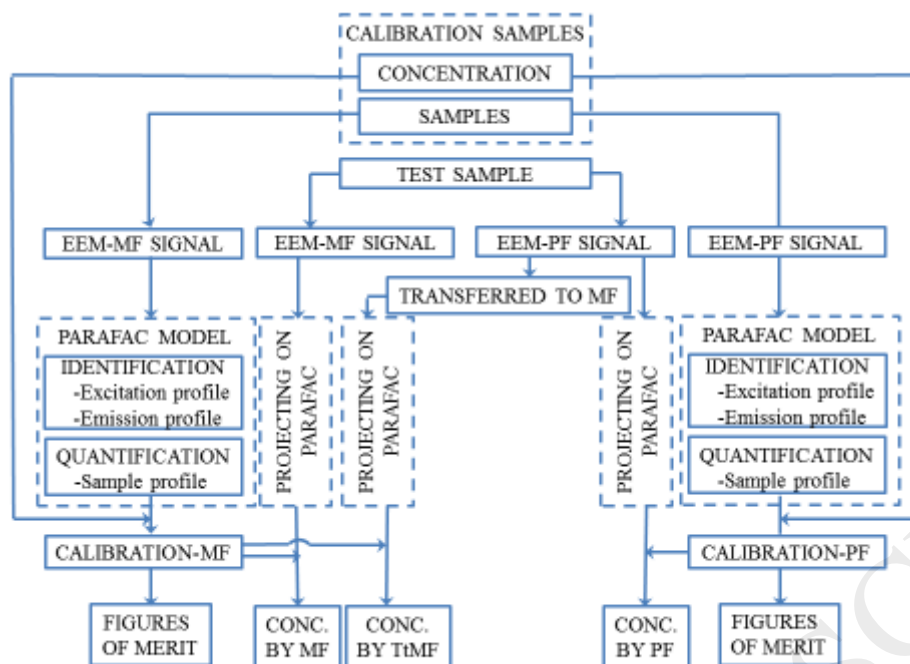 CALIBRATION SAMPLES
CONCENTRATION
SAMPLES
TEST SAMPLE
EEM-MF SIGNAL
EEM-MF SIGNAL
EEM-PF SIGNAL
EEM-PF SIGNAL
TRANSFERRED TO MF
PARAFAC MODEL
IDENTIFICATION
-Excitation profile
-Emission profile
QUANTIFICATION
-Sample profile
PROJECTING ON
PARAFAC
PROJECTING ON
PARAFAC
PROJECTING ON
PARAFAC
PARAFAC MODEL
IDENTIFICATION
-Excitation profile
-Emission profile
QUANTIFICATION
-Sample profile
CALIBRATION-MF
CALIBRATION-PF
FIGURES
OF MERIT
CONC.
BY MF
CONC.
BY TtMF
CONC.
BY PF
FIGURES
OF MERIT